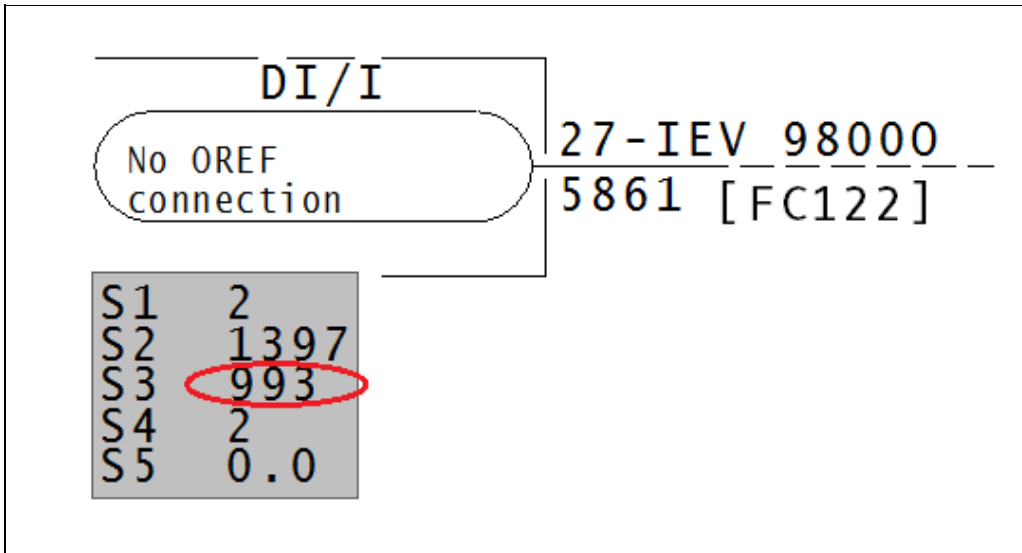 DI/I
No OREF
connection
27-IEV 98000
5861 [FC122]
S1 2
S2 1397
S3 993
S4 2
S5 0.0